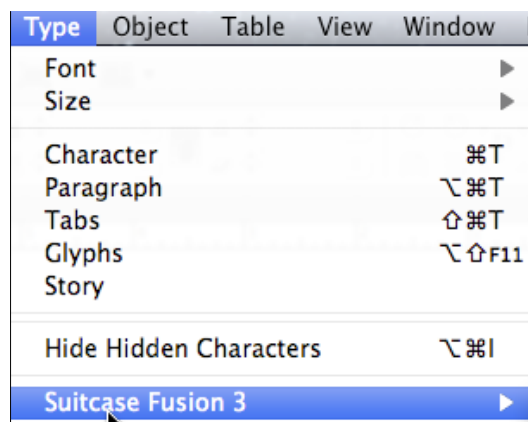 Type Object Table View Window
Font ▶
Size ▶
Character ⌘T
Paragraph ⌥⌘T
Tabs ⇧⌘T
Glyphs ⌥⇧F11
Story
Hide Hidden Characters ⌥⌘I
Suitcase Fusion 3 ▶